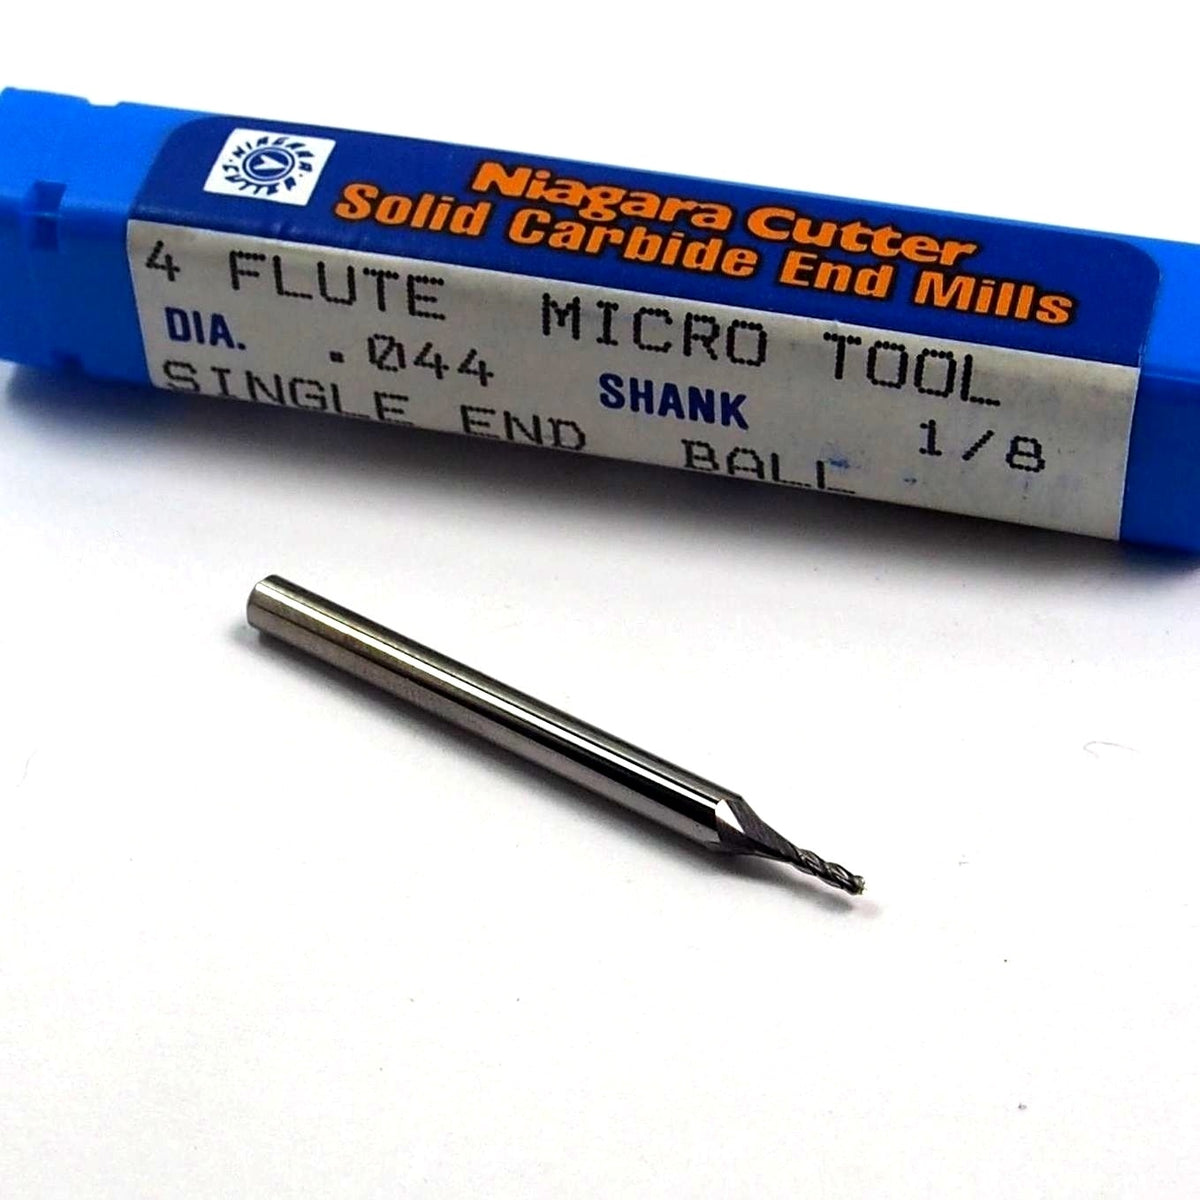 Niagara Cutter
Solid Carbide End Mills
4 FLUTE MICRO TOOL
DIA. .044 SHANK 1/8
SINGLE END BALL